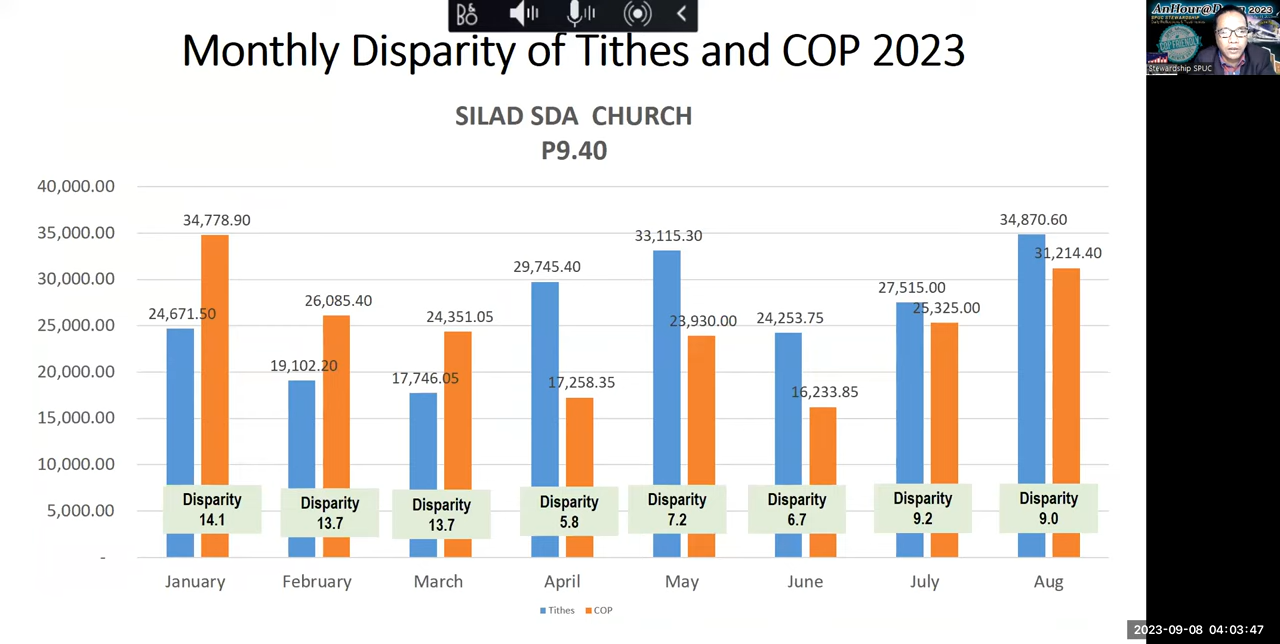 Monthly Disparity of Tithes and COP 2023
SILAD SDA CHURCH
P9.40
40,000.00
35,000.00
30,000.00
25,000.00
20,000.00
15,000.00
10,000.00
5,000.00
-
34,778.90
24,671.50
26,085.40
19,102.20
24,351.05
17,746.05
29,745.40
17,258.35
33,115.30
23,930.00
24,253.75
16,233.85
27,515.00
25,325.00
34,870.60
31,214.40
Disparity
14.1
Disparity
13.7
Disparity
13.7
Disparity
5.8
Disparity
7.2
Disparity
6.7
Disparity
9.2
Disparity
9.0
January February March April May June July Aug
Tithes COP
2023
SPUC STEWARDSHIP
Stewardship SPUC
2023-09-08 04:03:47